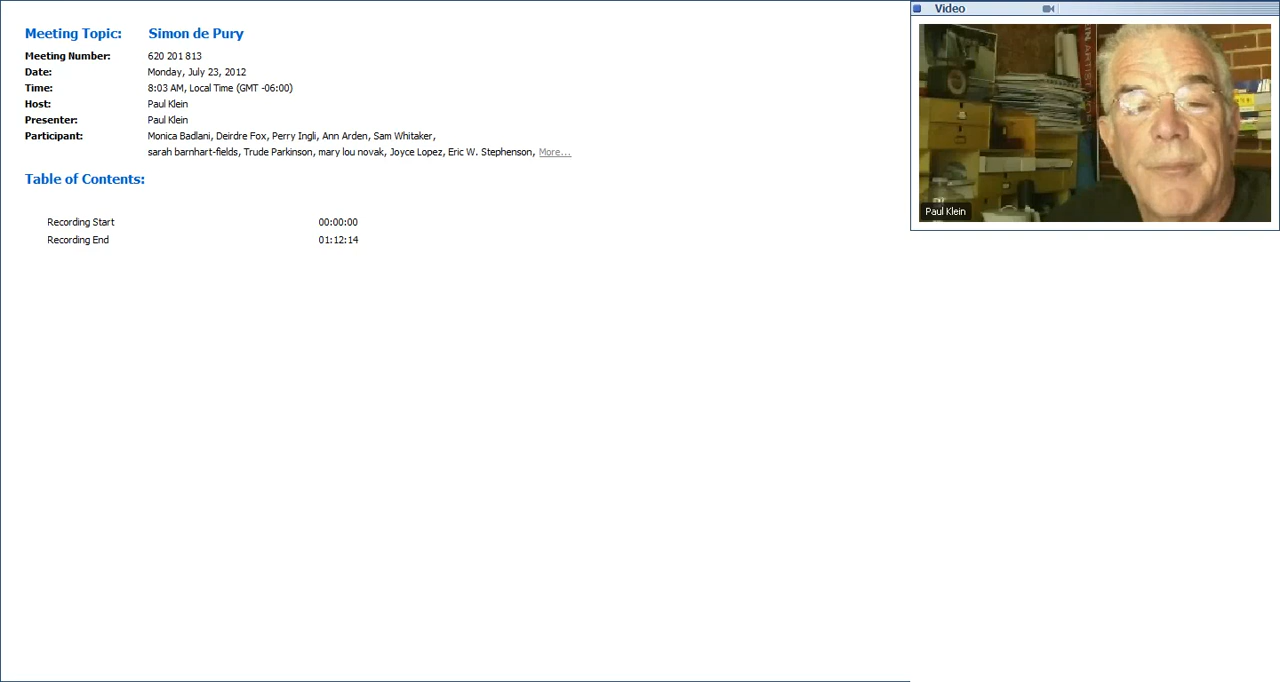 Meeting Topic: Simon de Pury
Meeting Number: 620 201 813
Date: Monday, July 23, 2012
Time: 8:03 AM, Local Time (GMT -06:00)
Host: Paul Klein
Presenter: Paul Klein
Participant: Monica Badlani, Deirdre Fox, Perry Ingli, Ann Arden, Sam Whitaker,
sarah barnhart-fields, Trude Parkinson, mary lou novak, Joyce Lopez, Eric W. Stephenson, More...
Table of Contents:
Recording Start 00:00:00
Recording End 01:12:14
Video
ARTIST
Paul Klein